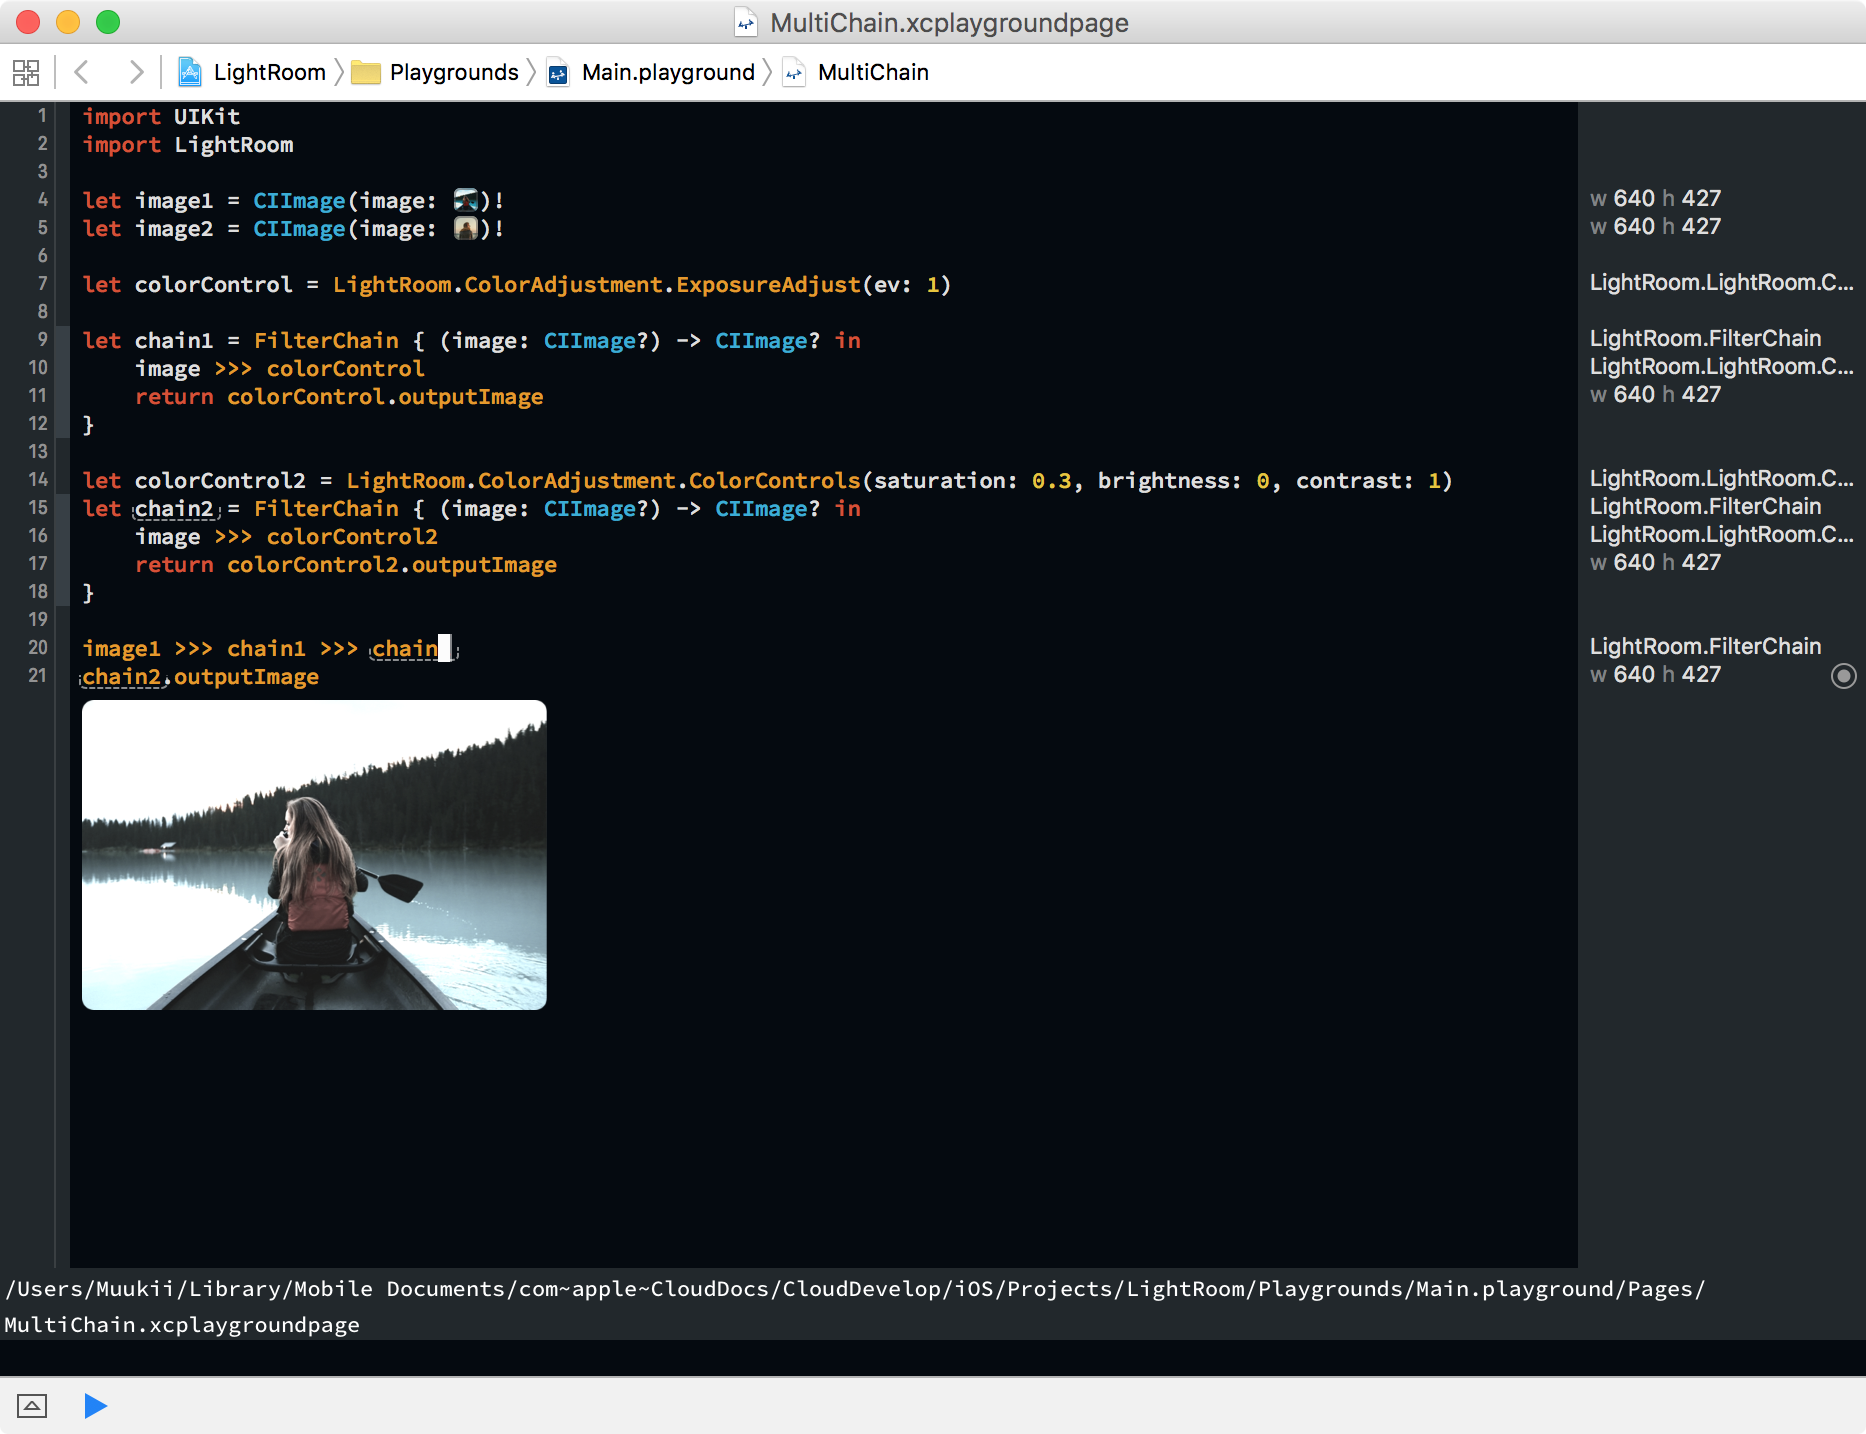 MultiChain.xcplaygroundpage
LightRoom Playgrounds Main.playground MultiChain
1 import UIKit
2 import LightRoom
3
4 let image1 = CIImage(image: )! w 640 h 427
5 let image2 = CIImage(image: )! w 640 h 427
6
7 let colorControl = LightRoom.ColorAdjustment.ExposureAdjust(ev: 1) LightRoom.LightRoom.C...
8
9 let chain1 = FilterChain { (image: CIImage?) -> CIImage? in LightRoom.FilterChain
10 image >>> colorControl LightRoom.LightRoom.C...
11 return colorControl.outputImage w 640 h 427
12 }
13
14 let colorControl2 = LightRoom.ColorAdjustment.ColorControls(saturation: 0.3, brightness: 0, contrast: 1) LightRoom.LightRoom.C...
15 let chain2 = FilterChain { (image: CIImage?) -> CIImage? in LightRoom.FilterChain
16 image >>> colorControl2 LightRoom.LightRoom.C...
17 return colorControl2.outputImage w 640 h 427
18 }
19
20 image1 >>> chain1 >>> chain LightRoom.FilterChain
21 chain2.outputImage w 640 h 427
/Users/Muukii/Library/Mobile Documents/com~apple~CloudDocs/CloudDevelop/iOS/Projects/LightRoom/Playgrounds/Main.playground/Pages/
MultiChain.xcplaygroundpage